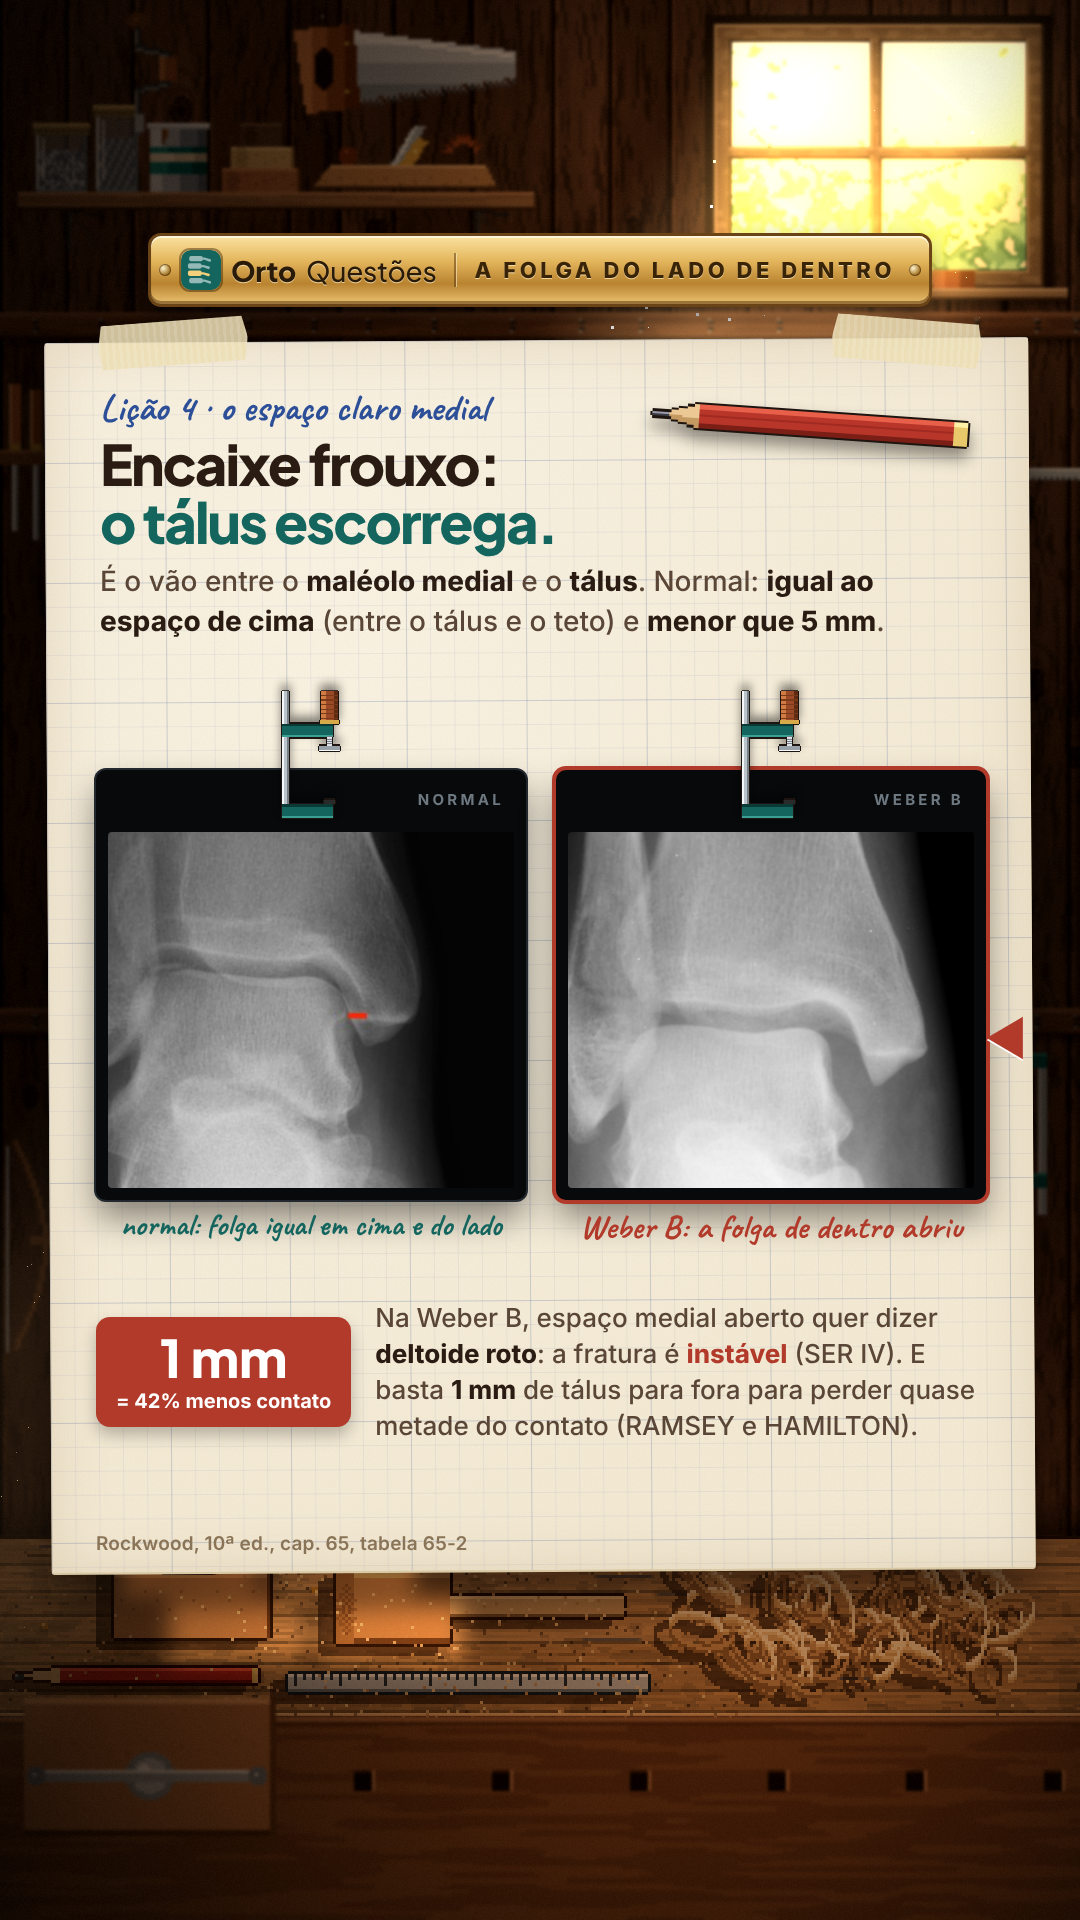 Orto Questões | A FOLGA DO LADO DE DENTRO
Lição 4 · o espaço claro medial
Encaixe frouxo:
o tálus escorrega.
É o vão entre o maléolo medial e o tálus. Normal: igual ao
espaço de cima (entre o tálus e o teto) e menor que 5 mm.
NORMAL
WEBER B
normal: folga igual em cima e do lado
Weber B: a folga de dentro abriu
1 mm
= 42% menos contato
Na Weber B, espaço medial aberto quer dizer
deltoide roto: a fratura é instável (SER IV). E
basta 1 mm de tálus para fora para perder quase
metade do contato (RAMSEY e HAMILTON).
Rockwood, 10ª ed., cap. 65, tabela 65-2